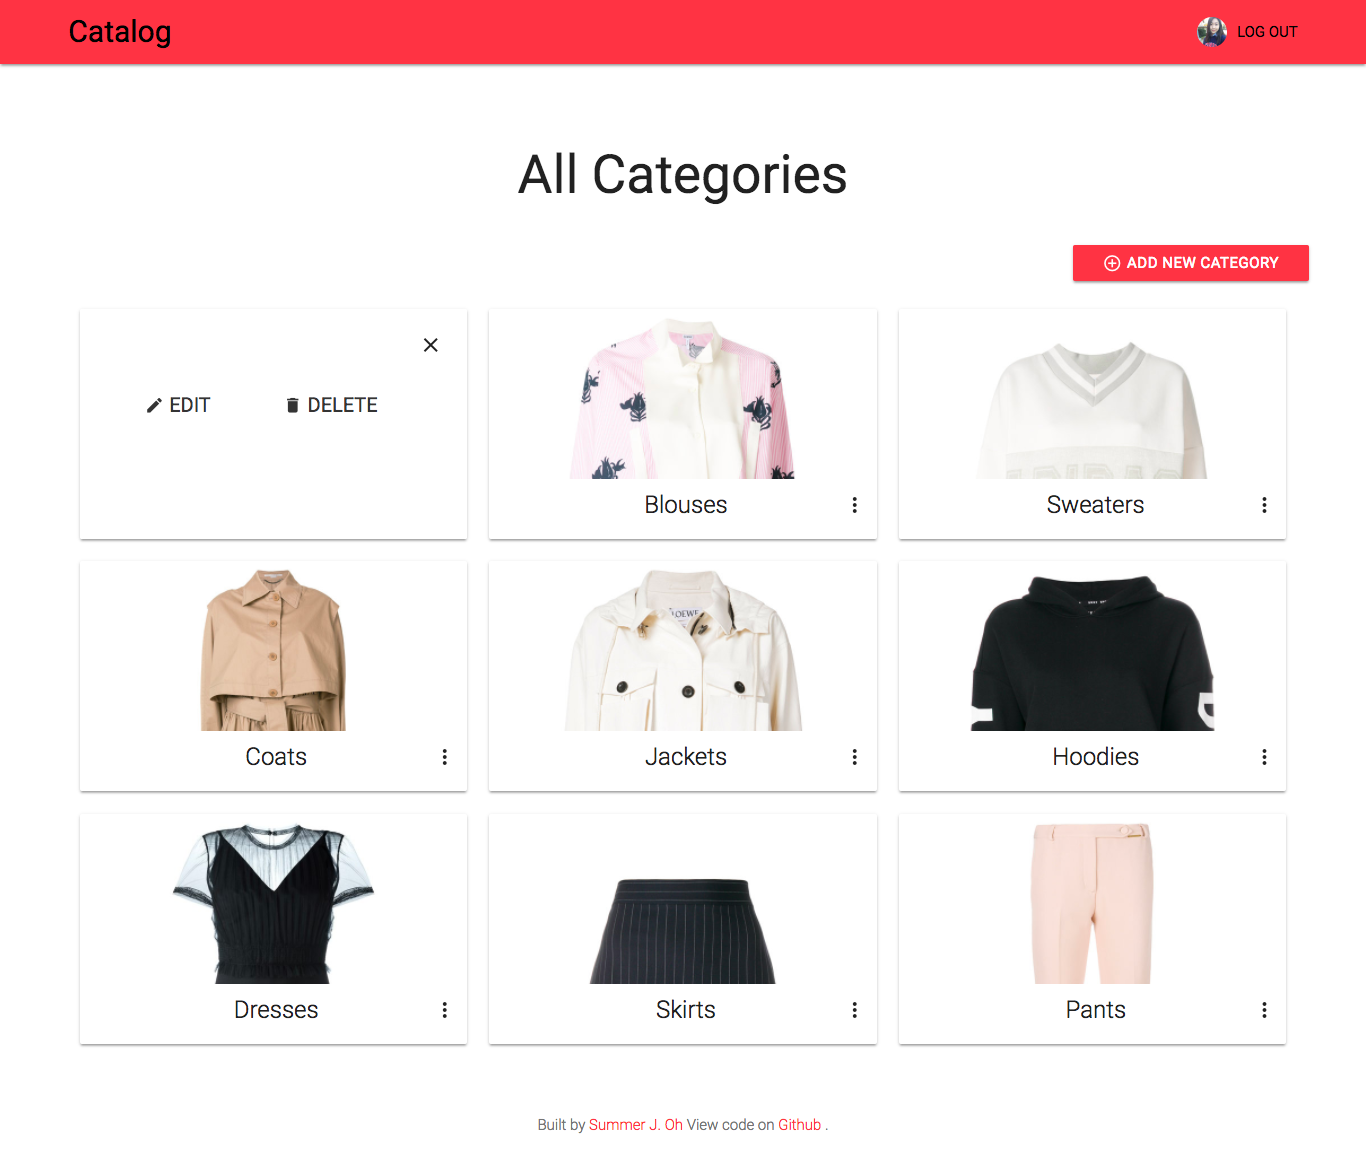 Catalog
LOG OUT
All Categories
ADD NEW CATEGORY
EDIT
DELETE
Blouses
Sweaters
LOEWE
Coats
Jackets
Hoodies
Dresses
Skirts
Pants
Built by Summer J. Oh View code on Github .